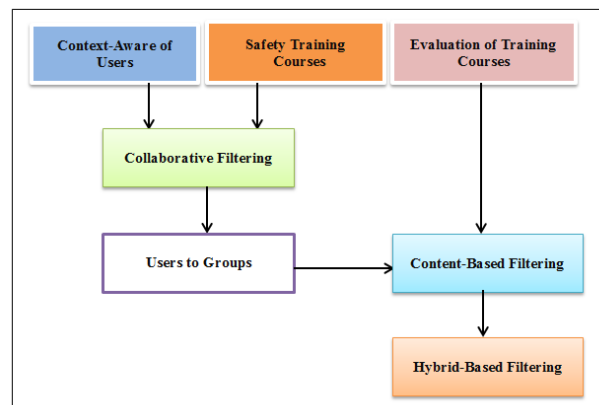 Context-Aware of
Users
Safety Training
Courses
Evaluation of Training
Courses
Collaborative Filtering
Users to Groups
Content-Based Filtering
Hybrid-Based Filtering